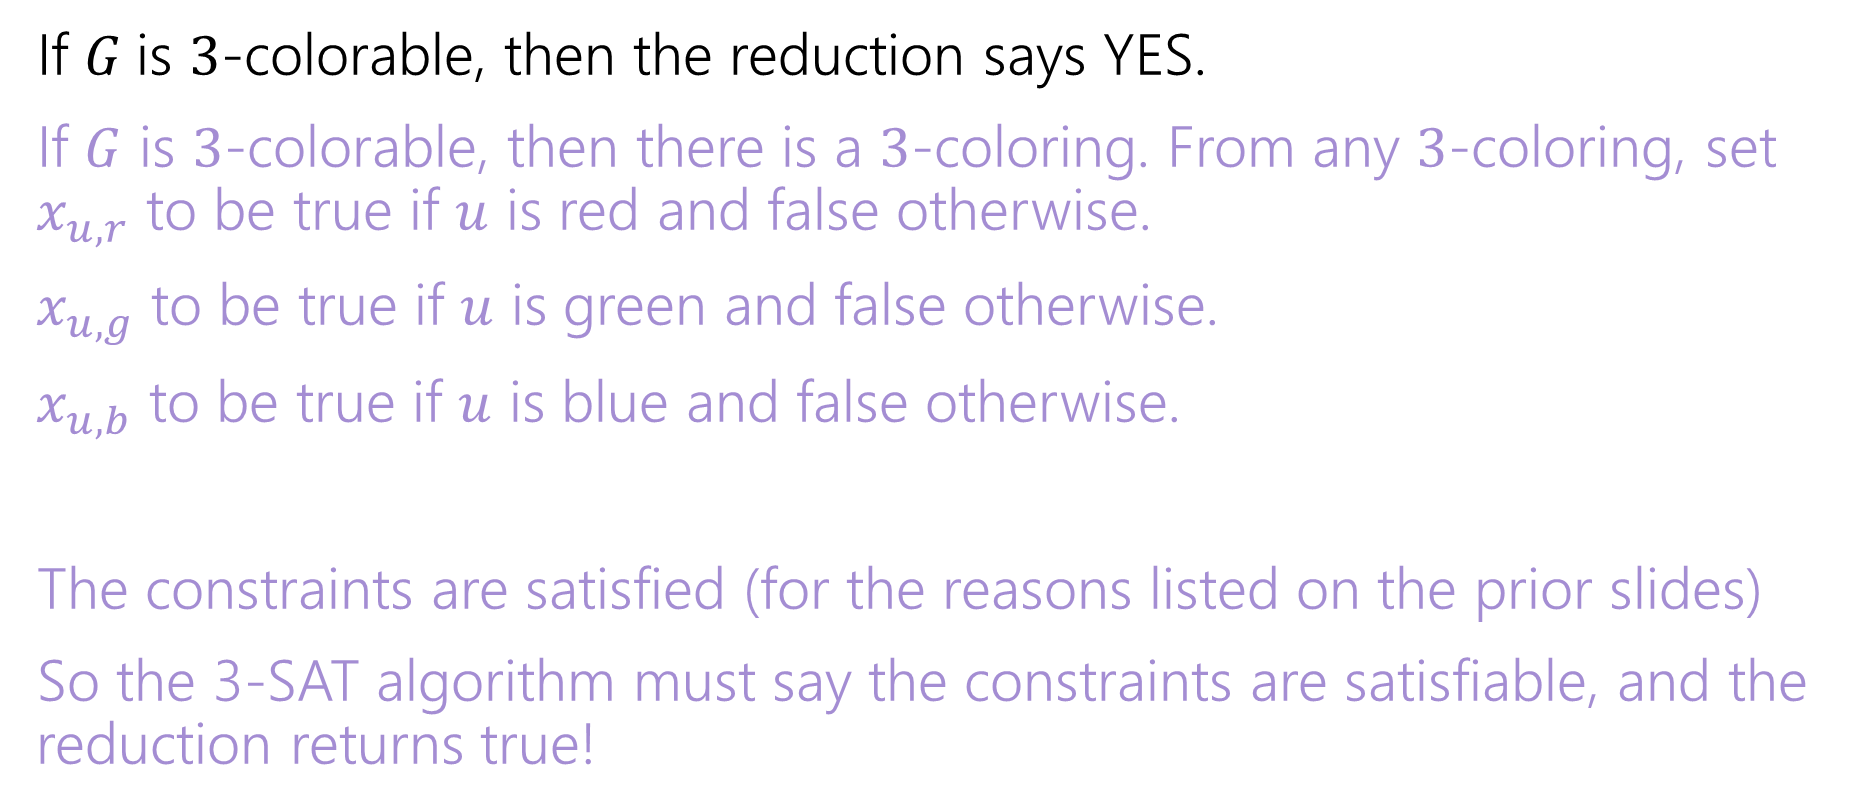 If G is 3-colorable, then the reduction says YES.
If G is 3-colorable, then there is a 3-coloring. From any 3-coloring, set
x_{u,r} to be true if u is red and false otherwise.
x_{u,g} to be true if u is green and false otherwise.
x_{u,b} to be true if u is blue and false otherwise.
The constraints are satisfied (for the reasons listed on the prior slides)
So the 3-SAT algorithm must say the constraints are satisfiable, and the
reduction returns true!